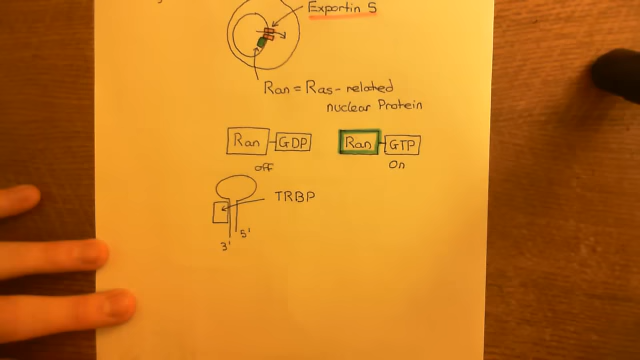 Exportin 5
Ran = Ras-related
nuclear Protein
Ran GDP
Ran GTP
off
On
TRBP
5'
3'